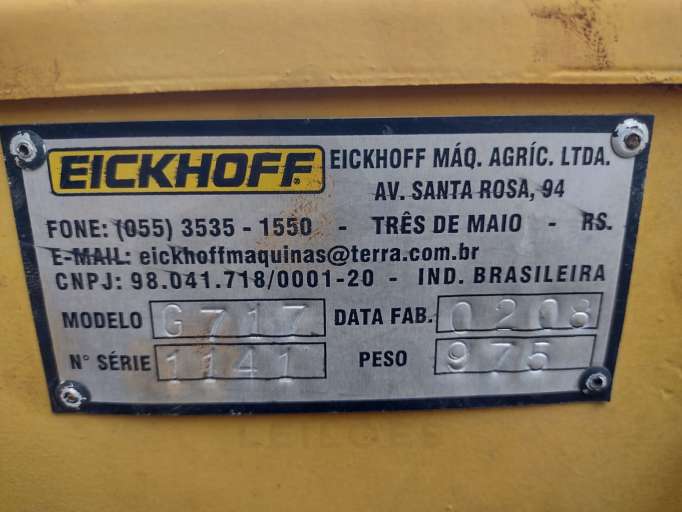 EICKHOFF
EICKHOFF MÁQ. AGRÍC. LTDA.
AV. SANTA ROSA, 94
FONE: (055) 3535 - 1550 - TRÊS DE MAIO - RS.
E-MAIL: eickhoffmaquinas@terra.com.br
CNPJ: 98.041.718/0001-20 - IND. BRASILEIRA
MODELO G717 DATA FAB. 0208
N° SÉRIE 1141 PESO 975